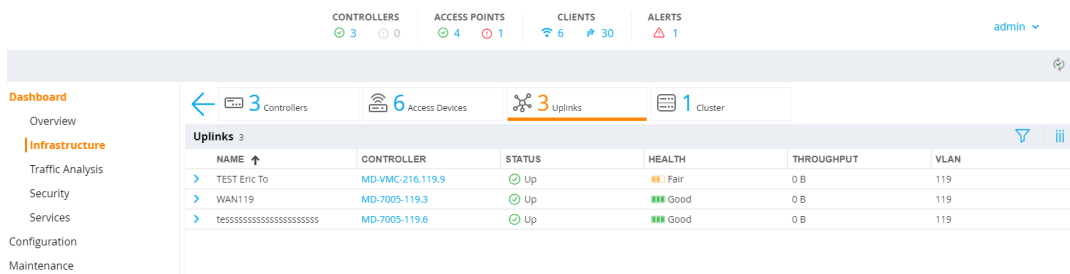 CONTROLLERS ACCESS POINTS CLIENTS ALERTS
3 0 4 1 6 30 1
admin
Dashboard
Overview
Infrastructure
Traffic Analysis
Security
Services
Configuration
Maintenance
3 Controllers 6 Access Devices 3 Uplinks 1 Cluster
Uplinks 3
NAME CONTROLLER STATUS HEALTH THROUGHPUT VLAN
TEST Eric To MD-VMC-216.119.9 Up Fair 0 B 119
WAN119 MD-7005-119.3 Up Good 0 B 119
tesssssssssssssssssssss MD-7005-119.6 Up Good 0 B 119